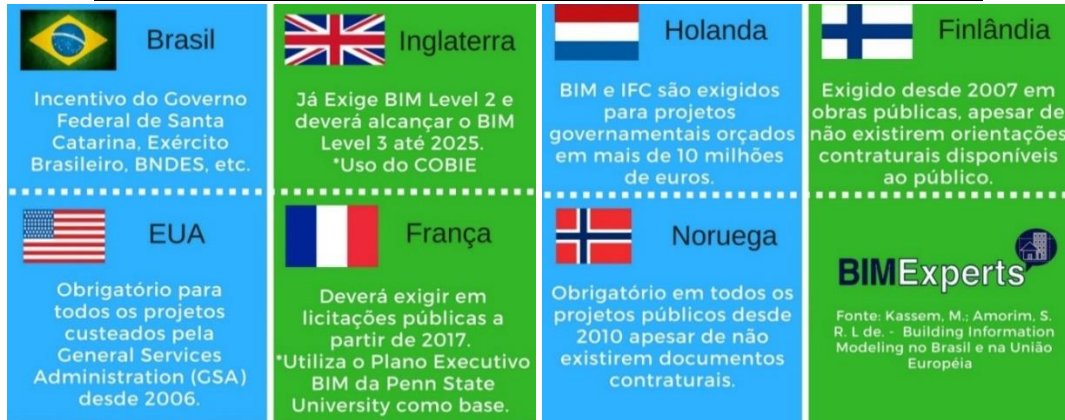 Brasil
Incentivo do Governo
Federal de Santa
Catarina, Exército
Brasileiro, BNDES, etc.
Inglaterra
Já Exige BIM Level 2 e
deverá alcançar o BIM
Level 3 até 2025.
*Uso do COBIE
Holanda
BIM e IFC são exigidos
para projetos
governamentais orçados
em mais de 10 milhões
de euros.
Finlândia
Exigido desde 2007 em
obras públicas, apesar de
não existirem orientações
contraturais disponíveis
ao público.
EUA
Obrigatório para
todos os projetos
custeados pela
General Services
Administration (GSA)
desde 2006.
França
Deverá exigir em
licitações públicas a
partir de 2017.
*Utiliza o Plano Executivo
BIM da Penn State
University como base.
Noruega
Obrigatório em todos os
projetos públicos desde
2010 apesar de não
existirem documentos
contraturais.
BIMExperts
Fonte: Kassem, M.; Amorim, S.
R. L de. - Building Information
Modeling no Brasil e na União
Européia